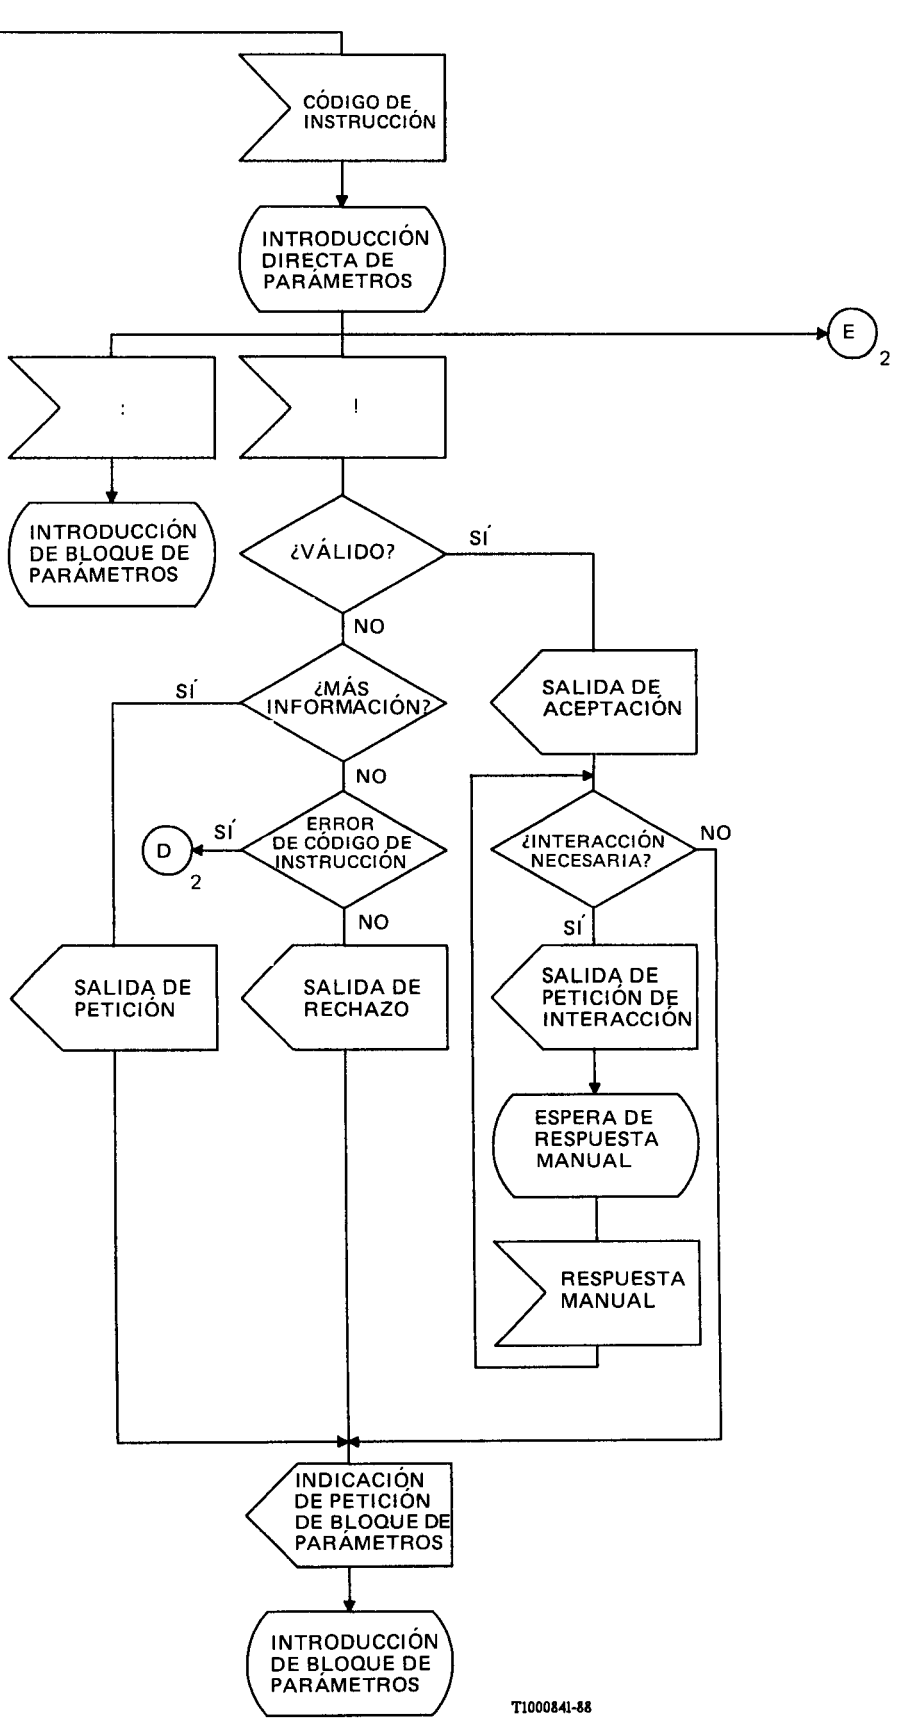 CÓDIGO DE
INSTRUCCIÓN
INTRODUCCIÓN
DIRECTA DE
PARÁMETROS
E
2
:
!
INTRODUCCIÓN
DE BLOQUE DE
PARÁMETROS
¿VÁLIDO?
SÍ
NO
¿MÁS
INFORMACIÓN?
SÍ
NO
SALIDA DE
ACEPTACIÓN
ERROR
DE CÓDIGO DE
INSTRUCCIÓN
SÍ
D
2
NO
¿INTERACCIÓN
NECESARIA?
NO
SÍ
SALIDA DE
PETICIÓN
SALIDA DE
RECHAZO
SALIDA DE
PETICIÓN DE
INTERACCIÓN
ESPERA DE
RESPUESTA
MANUAL
RESPUESTA
MANUAL
INDICACIÓN
DE PETICIÓN
DE BLOQUE DE
PARÁMETROS
INTRODUCCIÓN
DE BLOQUE DE
PARÁMETROS
T1000841-88